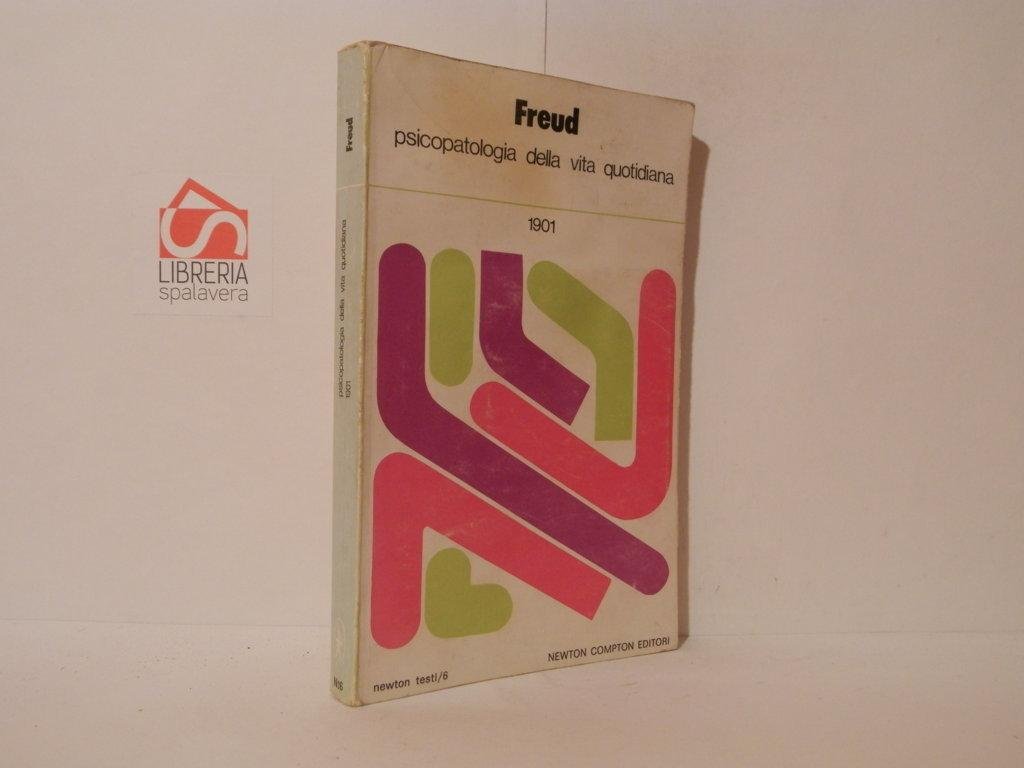 Freud
psicopatologia della vita quotidiana
1901
newton testi/6
NEWTON COMPTON EDITORI
Freud
psicopatologia della vita quotidiana
1901
LIBRERIA
spalavera